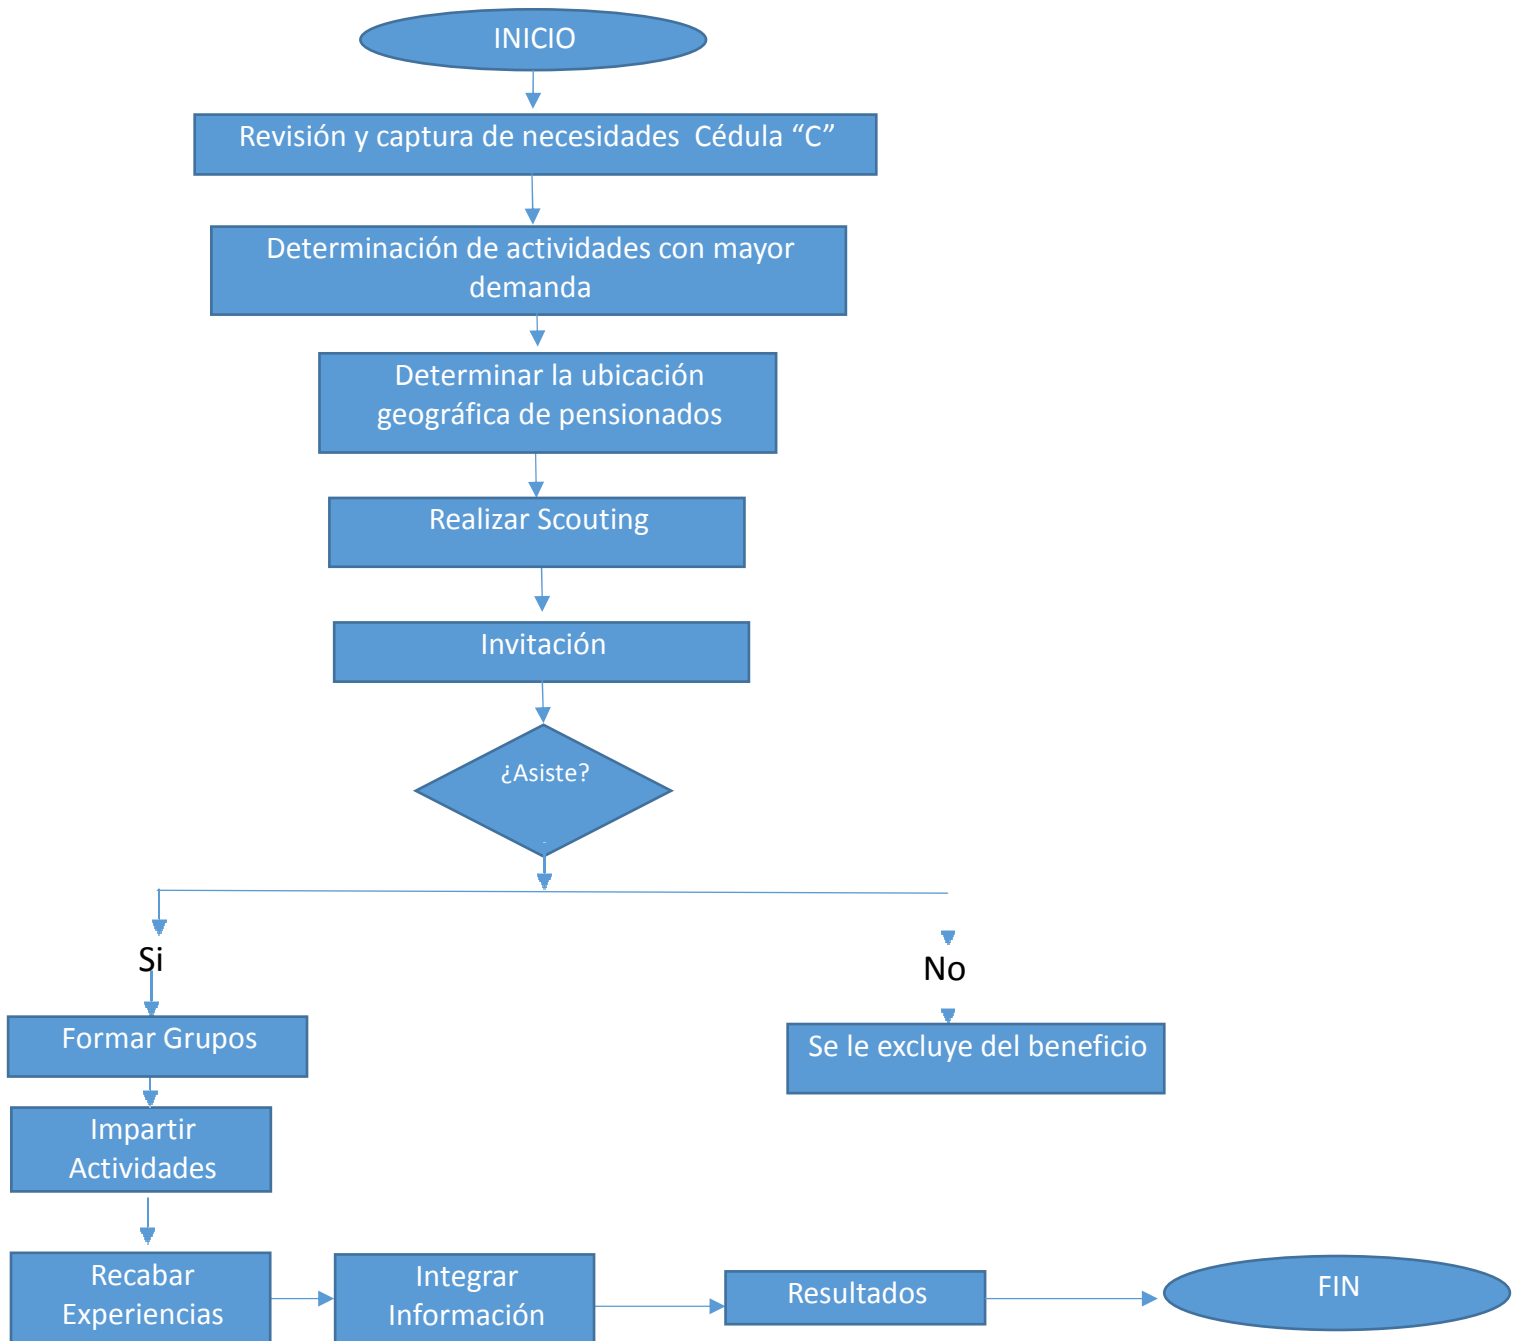 INICIO
Revisión y captura de necesidades  Cédula “C”
Determinación de actividades con mayor
demanda
Determinar la ubicación
geográfica de pensionados
Realizar Scouting
Invitación
¿Asiste?
Si
No
Formar Grupos
Se le excluye del beneficio
Impartir
Actividades
Recabar
Experiencias
Integrar
Información
Resultados
FIN